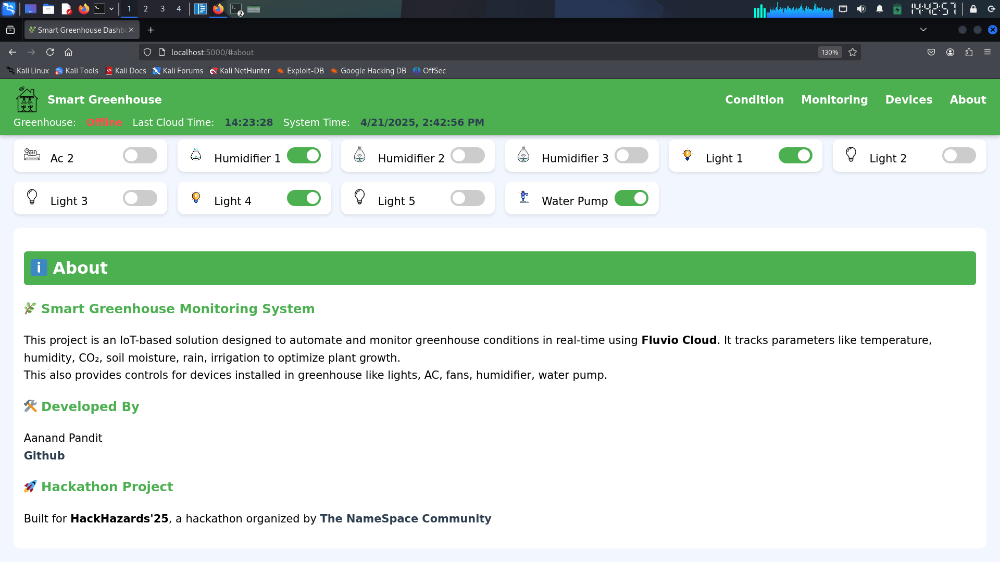 1 2 3 4 2 14:42:57
Smart Greenhouse Dashb
localhost:5000/#about 130%
Kali Linux Kali Tools Kali Docs Kali Forums Kali NetHunter Exploit-DB Google Hacking DB OffSec
Smart Greenhouse Condition Monitoring Devices About
Greenhouse: Offline Last Cloud Time: 14:23:28 System Time: 4/21/2025, 2:42:56 PM
OFF Ac 2 Humidifier 1 Humidifier 2 Humidifier 3 Light 1 Light 2
Light 3 Light 4 Light 5 Water Pump
i About
Smart Greenhouse Monitoring System
This project is an IoT-based solution designed to automate and monitor greenhouse conditions in real-time using Fluvio Cloud. It tracks parameters like temperature,
humidity, CO₂, soil moisture, rain, irrigation to optimize plant growth.
This also provides controls for devices installed in greenhouse like lights, AC, fans, humidifier, water pump.
Developed By
Aanand Pandit
Github
Hackathon Project
Built for HackHazards'25, a hackathon organized by The NameSpace Community